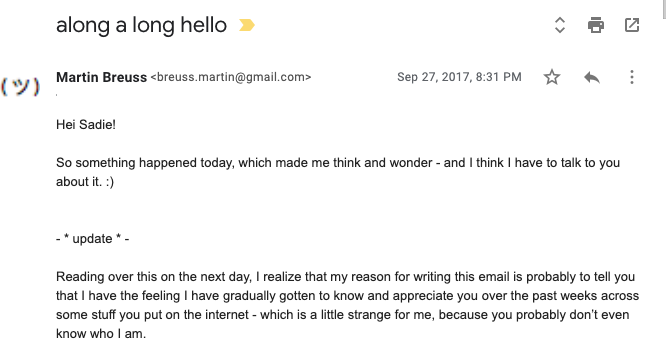 along a long hello
(ツ)
Martin Breuss <breuss.martin@gmail.com>
Sep 27, 2017, 8:31 PM
Hei Sadie!
So something happened today, which made me think and wonder - and I think I have to talk to you
about it. :)
- * update * -
Reading over this on the next day, I realize that my reason for writing this email is probably to tell you
that I have the feeling I have gradually gotten to know and appreciate you over the past weeks across
some stuff you put on the internet - which is a little strange for me, because you probably don't even
know who I am.